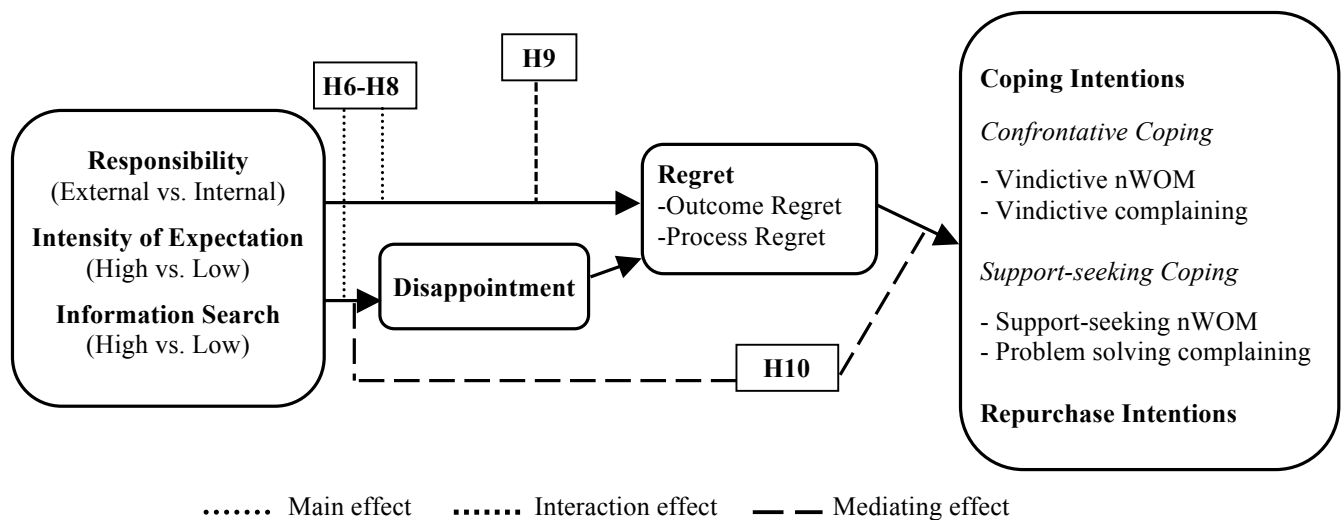 H6-H8
H9
Responsibility
(External vs. Internal)
Intensity of Expectation
(High vs. Low)
Information Search
(High vs. Low)
Disappointment
Regret
-Outcome Regret
-Process Regret
H10
Coping Intentions
Confrontative Coping
- Vindictive nWOM
- Vindictive complaining
Support-seeking Coping
- Support-seeking nWOM
- Problem solving complaining
Repurchase Intentions
Main effect
Interaction effect
Mediating effect